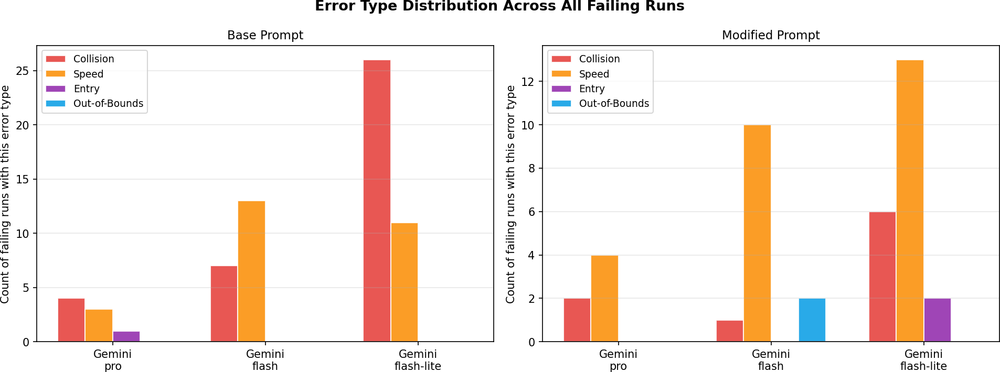 Error Type Distribution Across All Failing Runs
Base Prompt
Count of failing runs with this error type
25
20
15
10
5
0
Collision
Speed
Entry
Out-of-Bounds
Gemini
pro
Gemini
flash
Gemini
flash-lite
Modified Prompt
Count of failing runs with this error type
12
10
8
6
4
2
0
Collision
Speed
Entry
Out-of-Bounds
Gemini
pro
Gemini
flash
Gemini
flash-lite